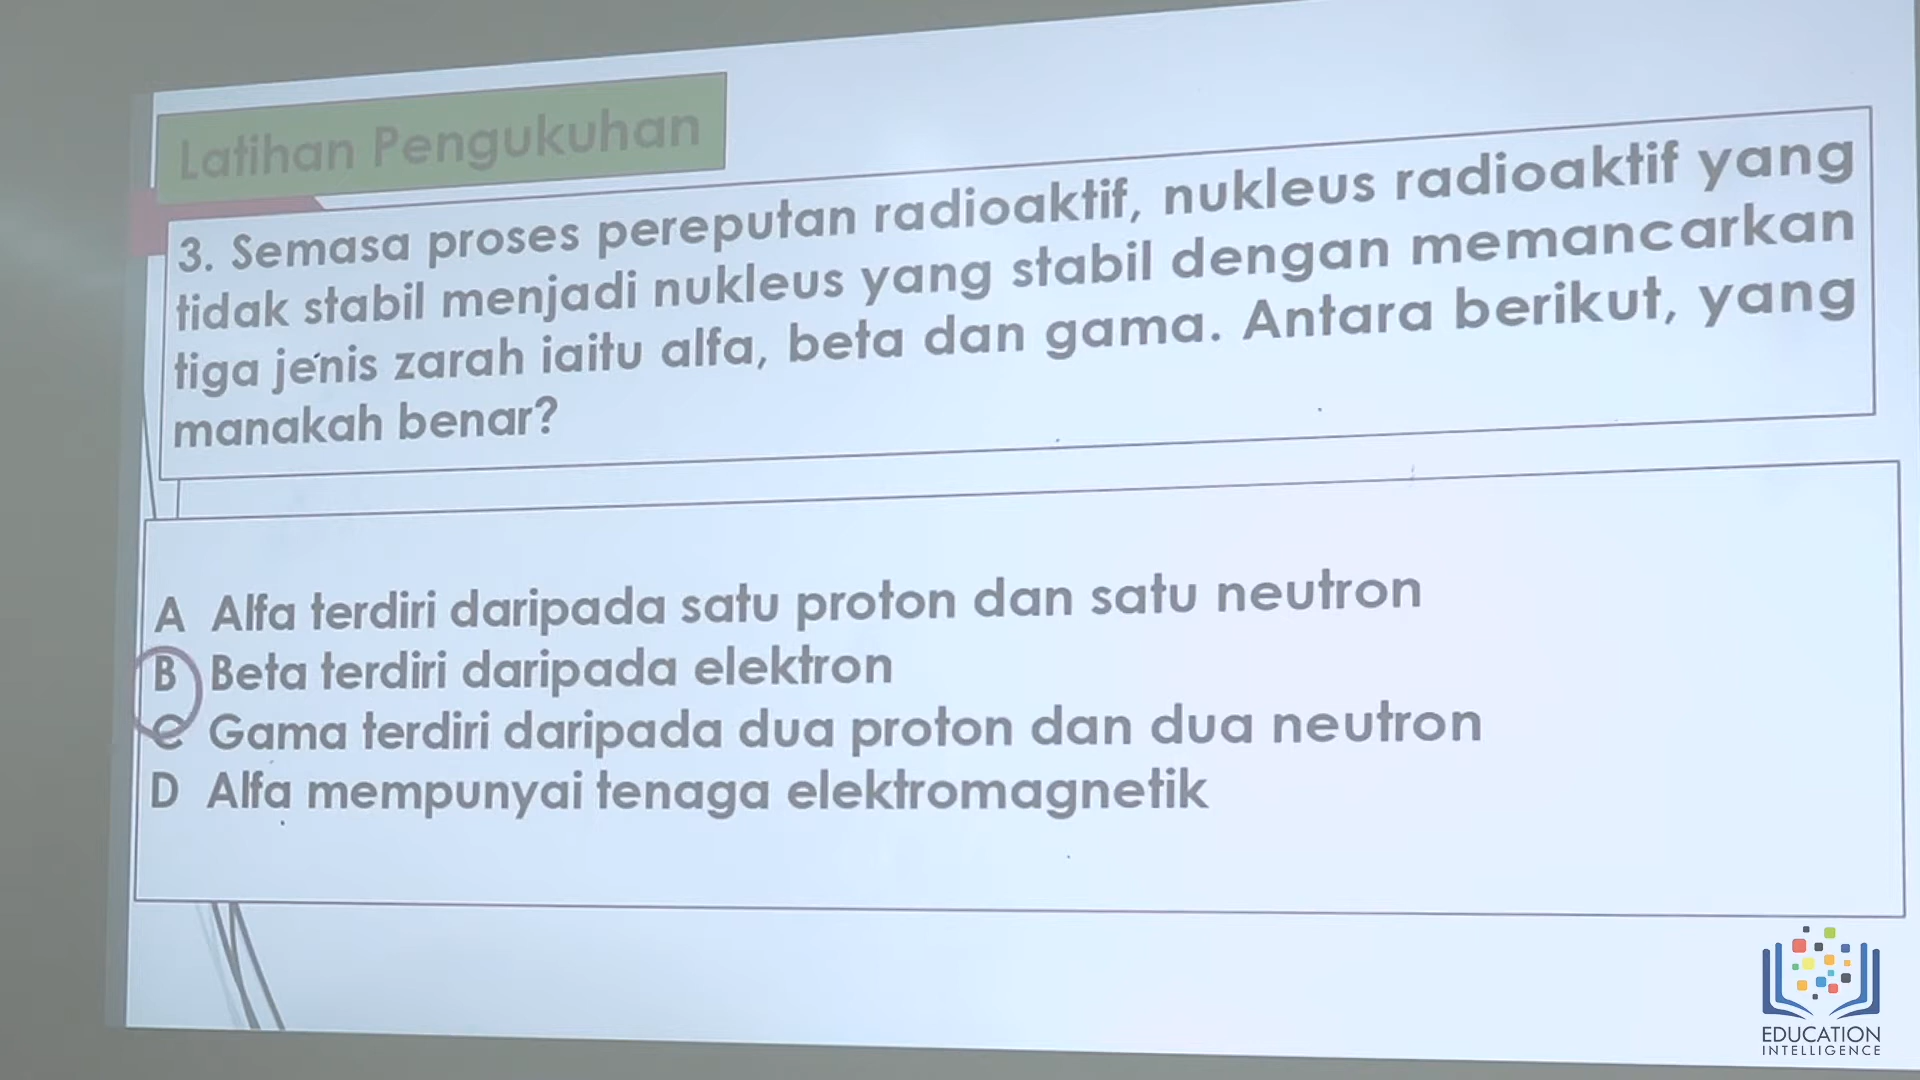 Latihan Pengukuhan
3. Semasa proses pereputan radioaktif, nukleus radioaktif yang
tidak stabil menjadi nukleus yang stabil dengan memancarkan
tiga jenis zarah iaitu alfa, beta dan gama. Antara berikut, yang
manakah benar?
A Alfa terdiri daripada satu proton dan satu neutron
B Beta terdiri daripada elektron
C Gama terdiri daripada dua proton dan dua neutron
D Alfa mempunyai tenaga elektromagnetik
EDUCATION
INTELLIGENCE